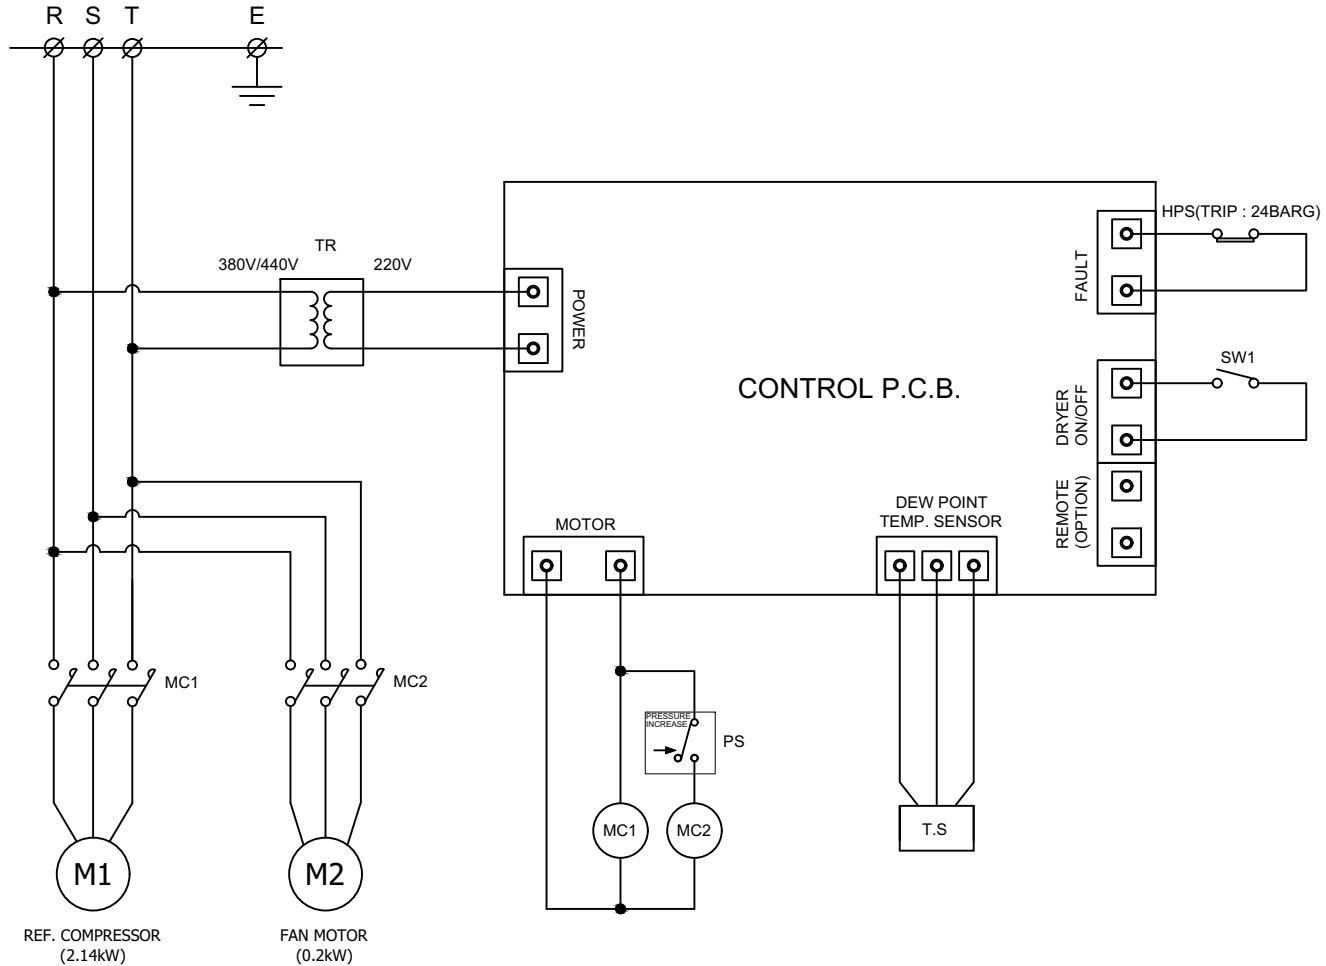 R S T E
TR
380V/440V 220V
POWER
CONTROL P.C.B.
HPS(TRIP : 24BARG)
FAULT
SW1
DRYER
ON/OFF
REMOTE
(OPTION)
MOTOR
DEW POINT
TEMP. SENSOR
MC1
MC2
PRESSURE
INCREASE
PS
MC1
MC2
T.S
M1
M2
REF. COMPRESSOR
(2.14kW)
FAN MOTOR
(0.2kW)